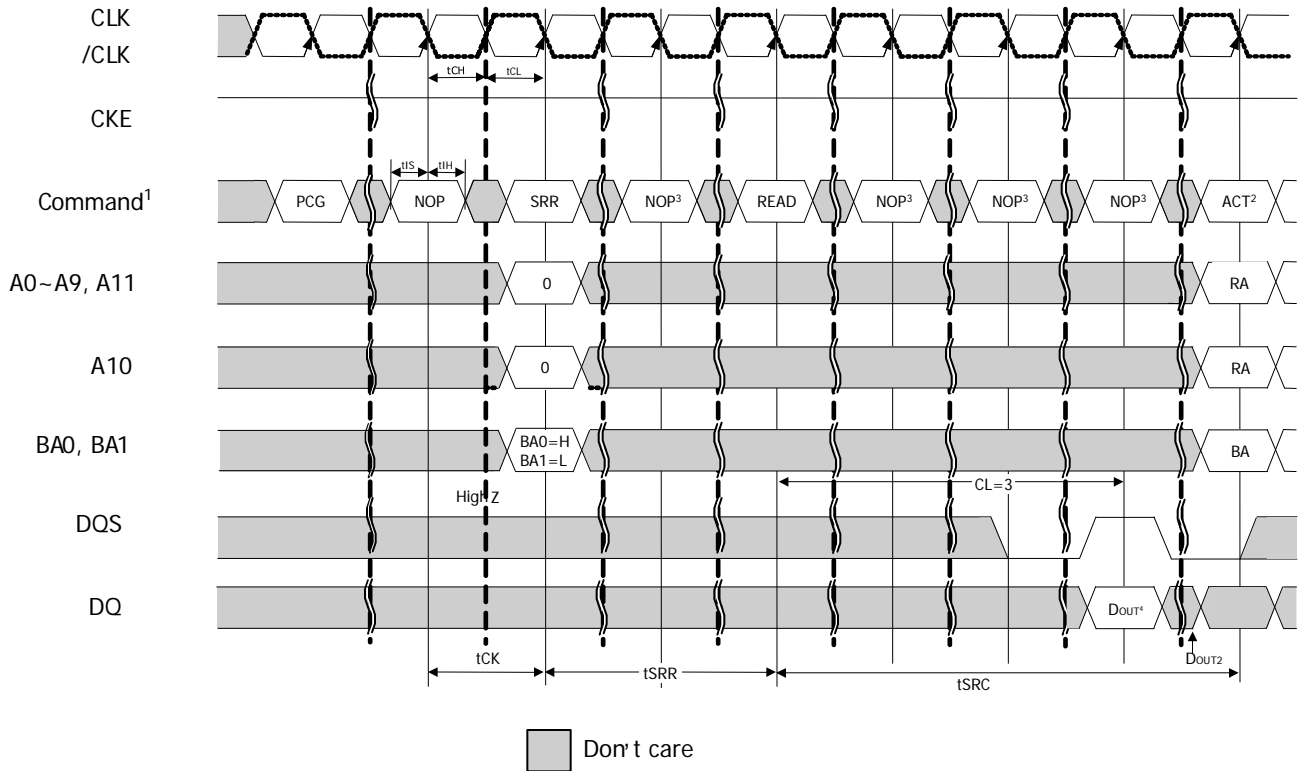 CLK
/CLK
tCH tCL
CKE
tIS tIH
Command¹ PCG NOP SRR NOP³ READ NOP³ NOP³ NOP³ ACT²
A0~A9, A11 0 RA
A10 0 RA
BA0, BA1 BA0=H BA
BA1=L
High Z CL=3
DQS
DQ DOUT⁴
tCK tSRR DOUT2
tSRC
Don't care